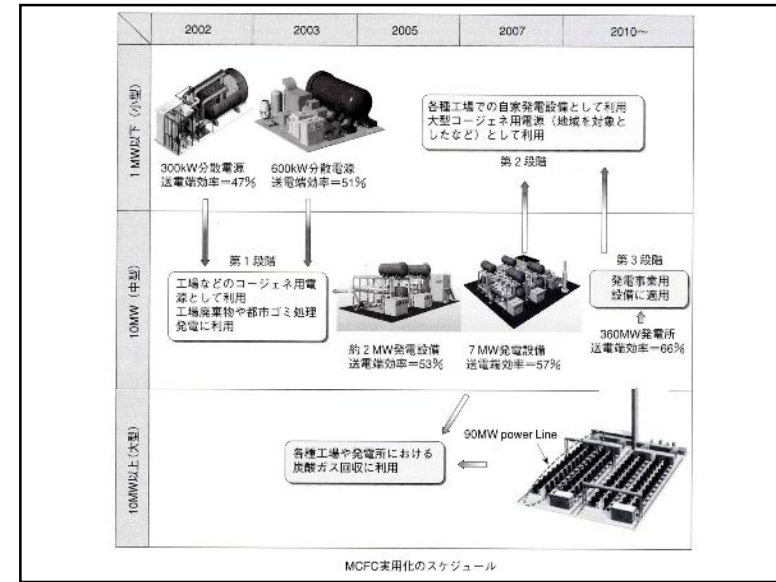 2002
2003
2005
2007
2010～
1 MW以下 (小型)
300kW分散電源
送電端効率＝47%
600kW分散電源
送電端効率＝51%
各種工場での自家発電設備として利用
大型コージェネ用電源（地域を対象と
したなど）として利用
第２段階
10MW (中型)
第１段階
工場などのコージェネ用電
源として利用
工場廃棄物や都市ゴミ処理
発電に利用
約２MW発電設備
送電端効率＝53%
7 MW発電設備
送電端効率＝57%
第３段階
発電事業用
設備に適用
360MW発電所
送電端効率＝66%
10MW以上 (大型)
各種工場や発電所における
炭酸ガス回収に利用
90MW power Line
MCFC実用化のスケジュール